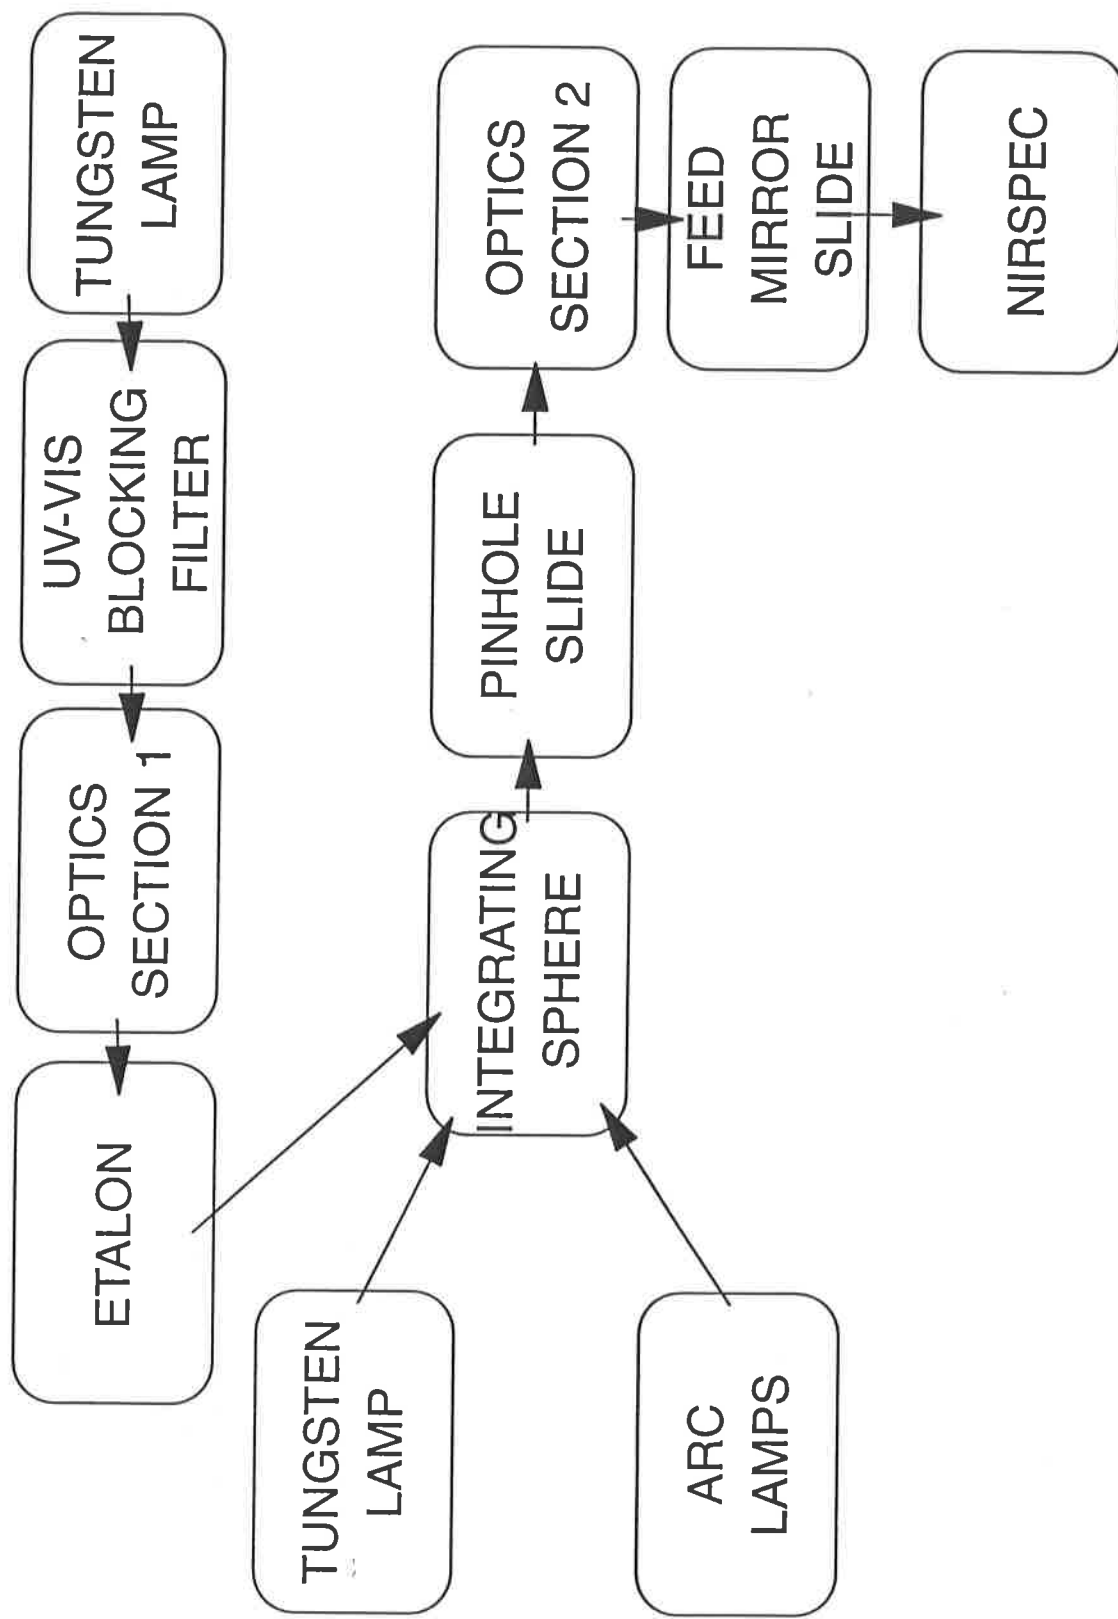 TUNGSTEN
LAMP
UV-VIS
BLOCKING
FILTER
OPTICS
SECTION 1
ETALON
TUNGSTEN
LAMP
ARC
LAMPS
INTEGRATING
SPHERE
PINHOLE
SLIDE
OPTICS
SECTION 2
FEED
MIRROR
SLIDE
NIRSPEC